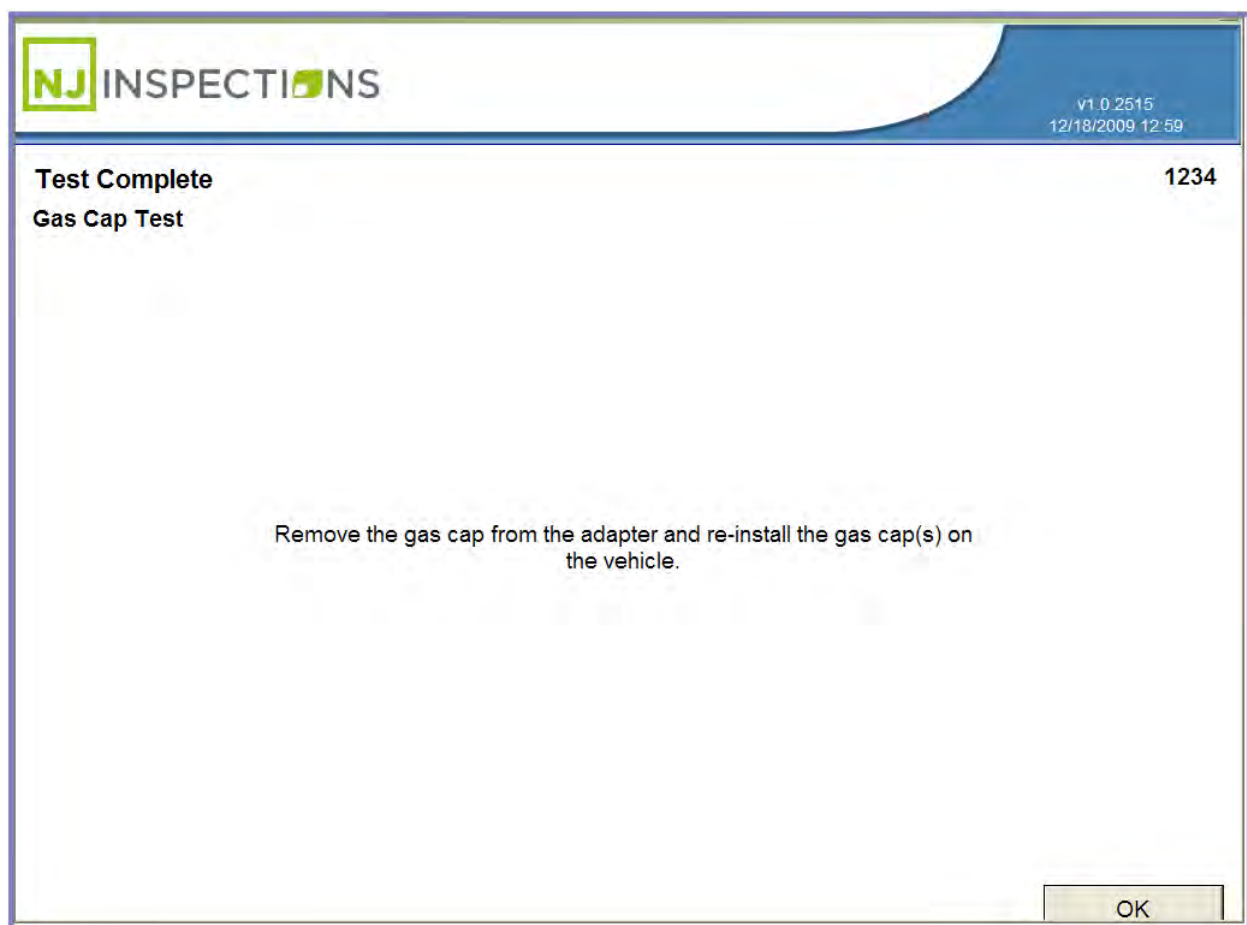 NJ INSPECTIONS
v1.0.2515
12/18/2009 12:59
Test Complete
1234
Gas Cap Test
Remove the gas cap from the adapter and re-install the gas cap(s) on
the vehicle.
OK